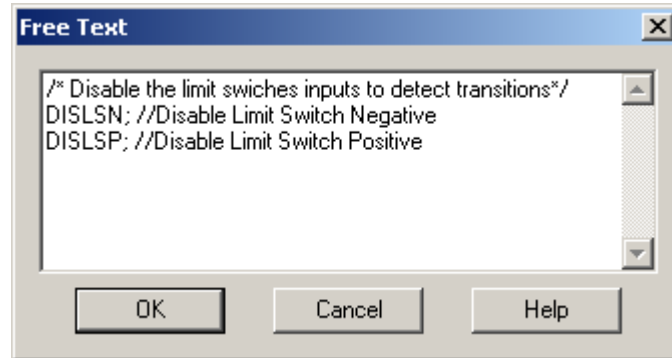 Free Text
/* Disable the limit swiches inputs to detect transitions*/
DISLSN; //Disable Limit Switch Negative
DISLSP; //Disable Limit Switch Positive
OK
Cancel
Help